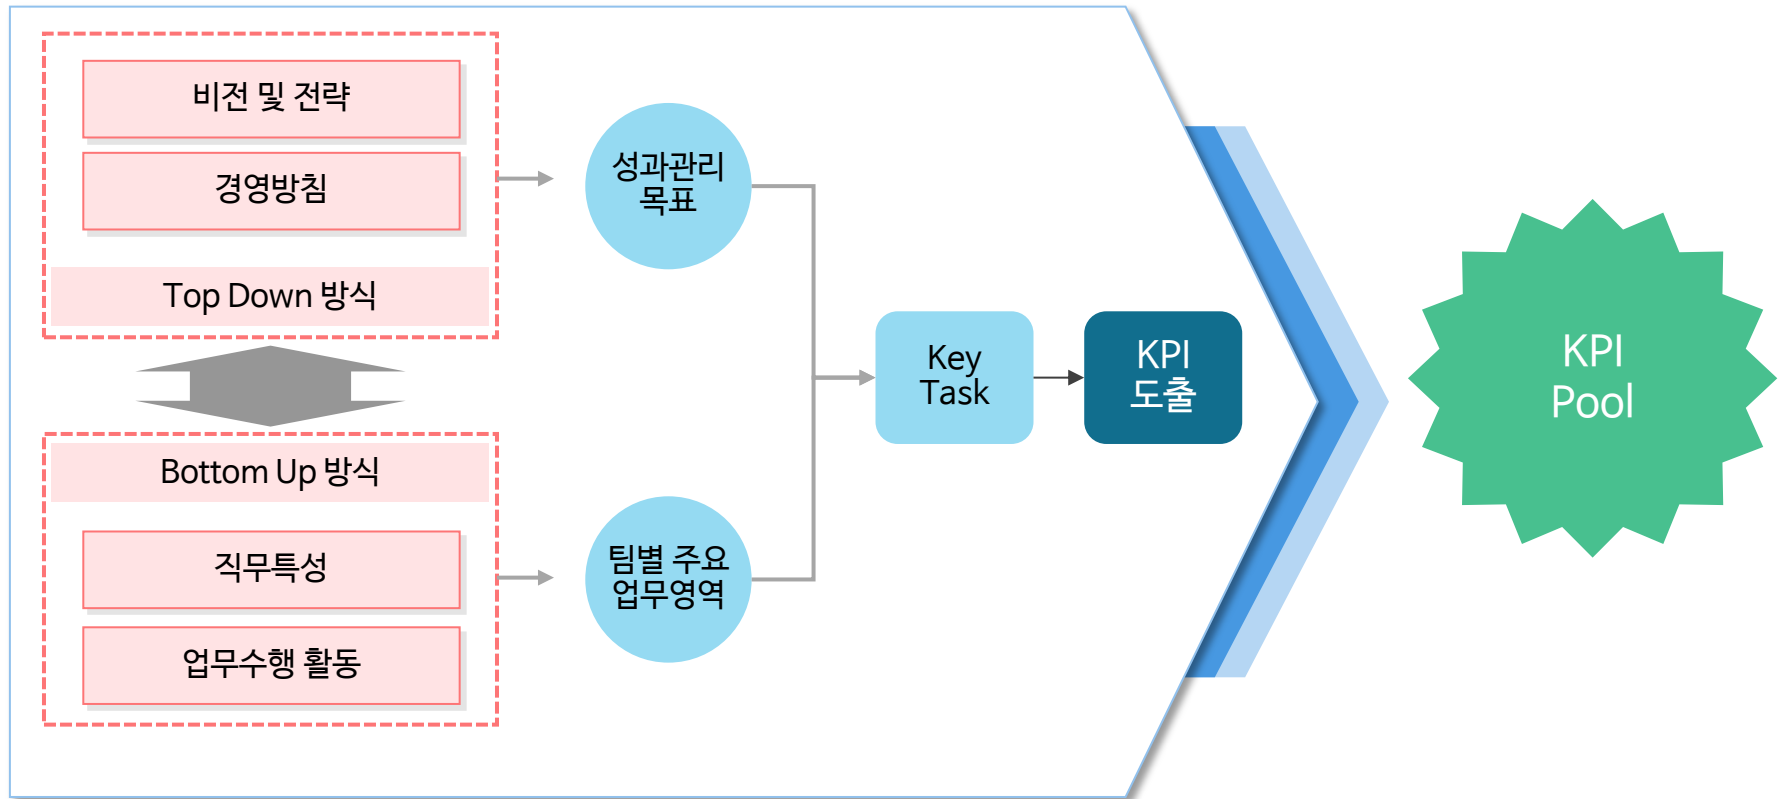 비전 및 전략
경영방침
Top Down 방식
Bottom Up 방식
직무특성
업무수행 활동
성과관리
목표
팀별 주요
업무영역
Key
Task
KPI
도출
KPI
Pool